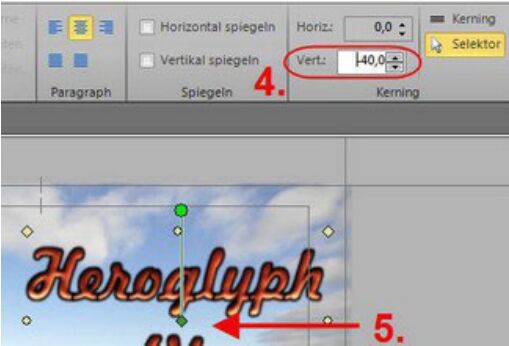 Horizontal spiegeln
Vertikal spiegeln
Horiz.: 0,0
Vert.: -40,0
Kerning
Selektor
4.
Paragraph
Spiegeln
Kerning
Heroglyph
5.